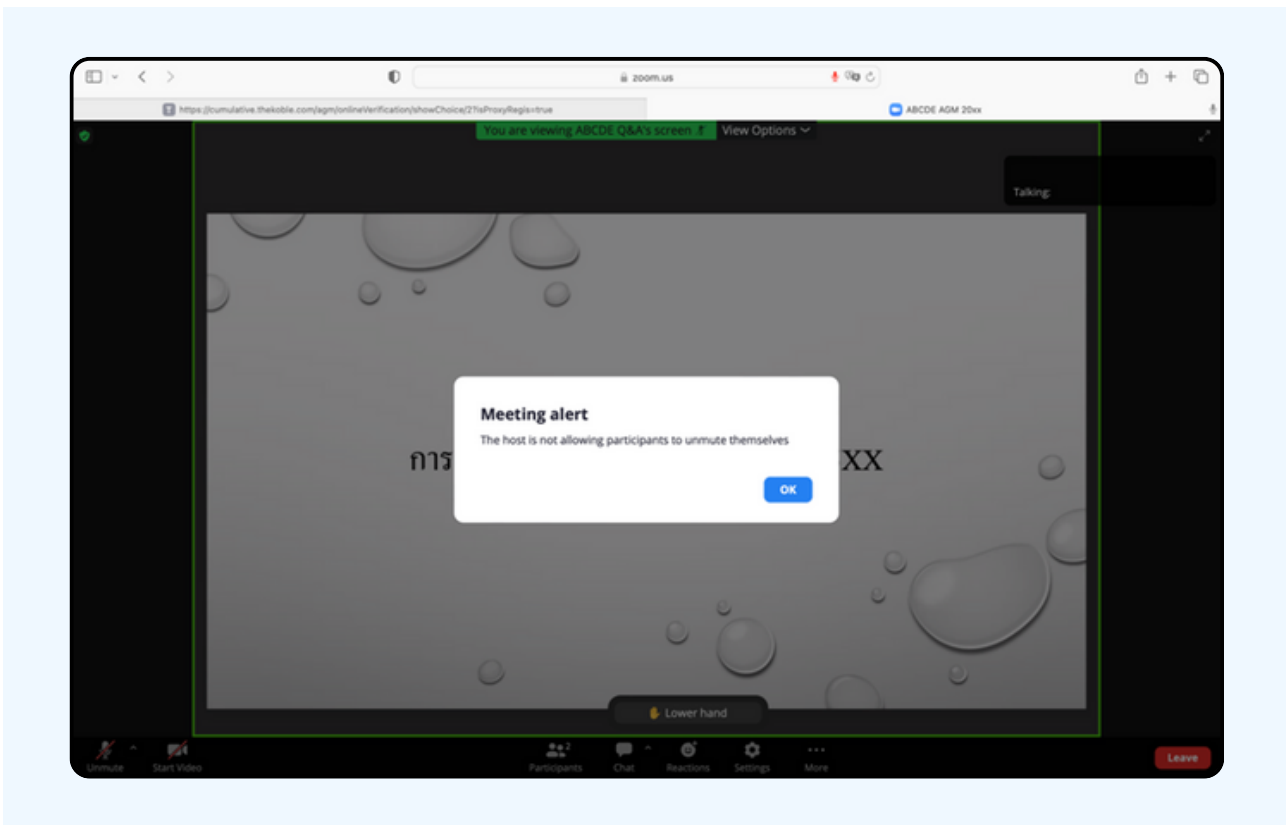 zoom.us
https://cumulative.thekoble.com/agm/onlineVerification/showChoice/2?isProxyRegis=true
ABCDE AGM 20xx
You are viewing ABCDE Q&A's screen
View Options
Talking:
Meeting alert
The host is not allowing participants to unmute themselves
การ
XX
OK
Lower hand
2
Unmute
Start Video
Participants
Chat
Reactions
Settings
More
Leave